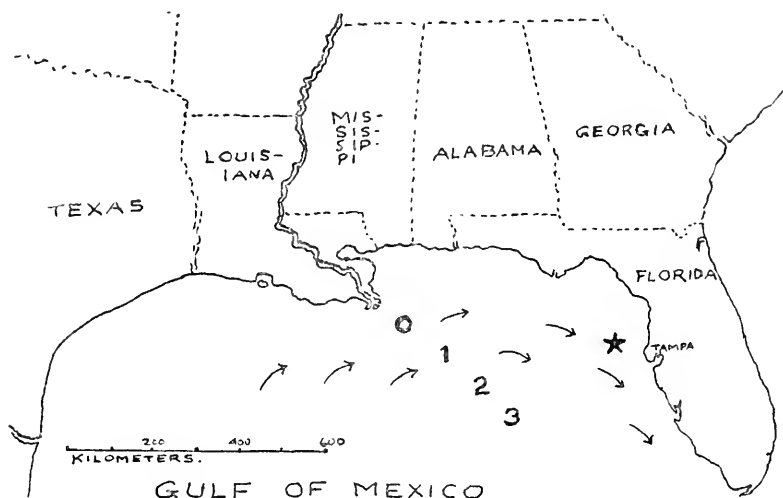 MIS-
SIS-
SIP-
PI
GEORGIA
LOUIS-
IANA
ALABAMA
TEXAS
FLORIDA
TAMPA
1
2
3
200 400 600
KILOMETERS.
GULF OF MEXICO